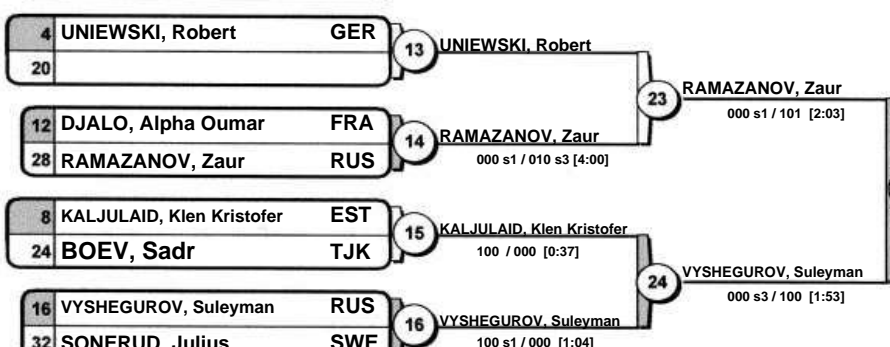 4 UNIEWSKI, Robert GER
20
13 UNIEWSKI, Robert
23 RAMAZANOV, Zaur
000 s1 / 101 [2:03]
12 DJALO, Alpha Oumar FRA
28 RAMAZANOV, Zaur RUS
14 RAMAZANOV, Zaur
000 s1 / 010 s3 [4:00]
8 KALJULAID, Klen Kristofer EST
24 BOEV, Sadr TJK
15 KALJULAID, Klen Kristofer
100 / 000 [0:37]
24 VYSHEGUROV, Suleyman
000 s3 / 100 [1:53]
16 VYSHEGUROV, Suleyman RUS
32 SONERUD, Julius SWE
16 VYSHEGUROV, Suleyman
100 s1 / 000 [1:04]